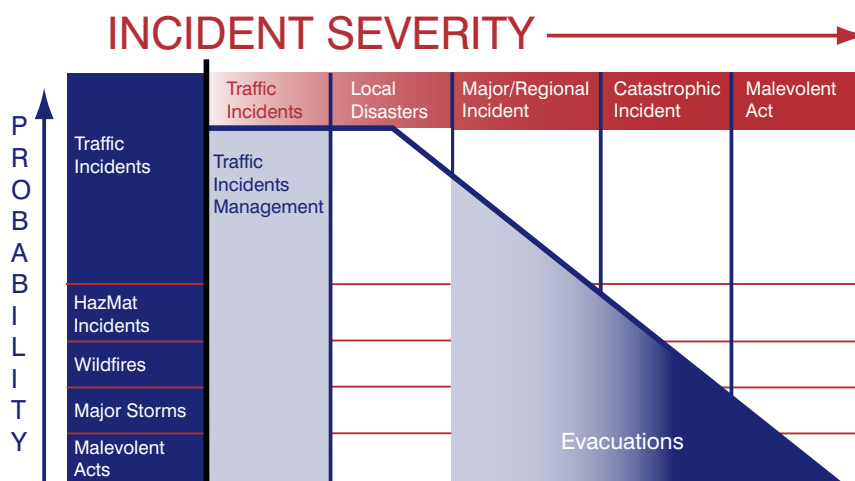 INCIDENT SEVERITY
PROBABILITY
Traffic
Incidents
Local
Disasters
Major/Regional
Incident
Catastrophic
Incident
Malevolent
Act
Traffic
Incidents
Traffic
Incidents
Management
HazMat
Incidents
Wildfires
Major Storms
Malevolent
Acts
Evacuations